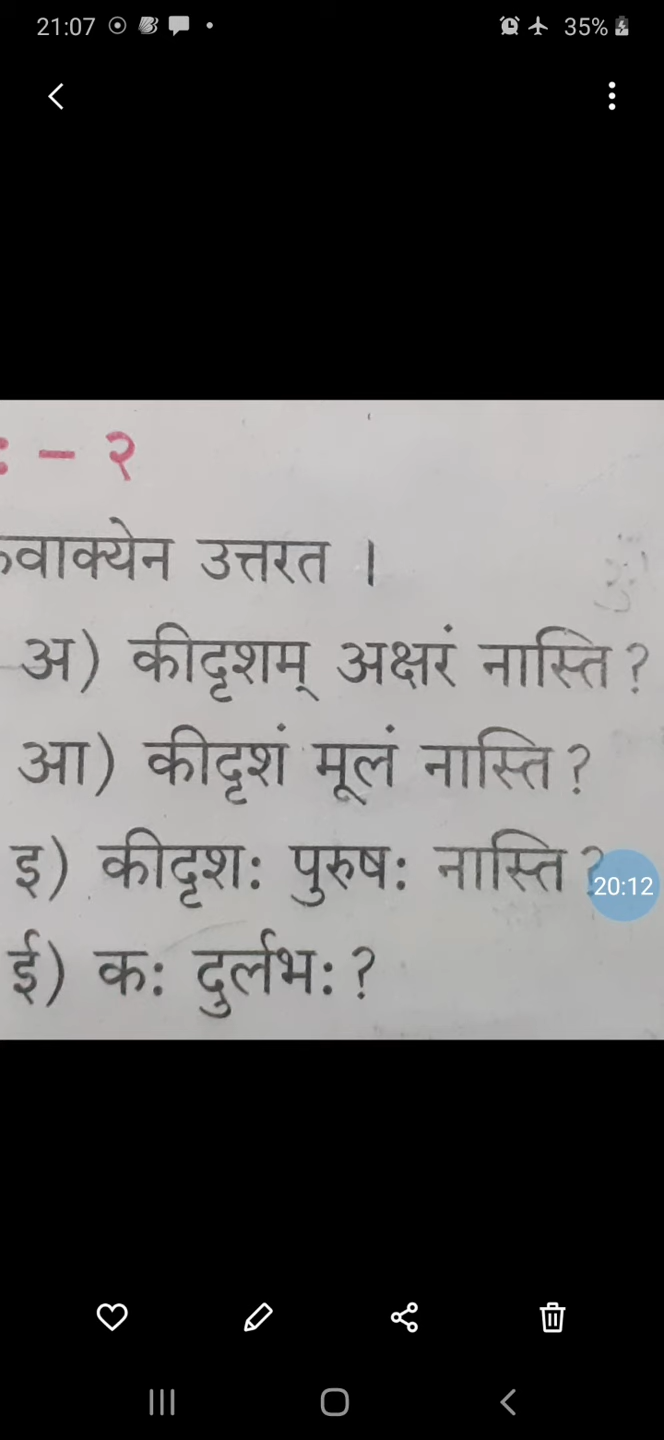 21:07
35%
: - २
वाक्येन उत्तरत ।
अ) कीदृशम् अक्षरं नास्ति?
आ) कीदृशं मूलं नास्ति?
इ) कीदृशः पुरुषः नास्ति?
20:12
ई) कः दुर्लभः?